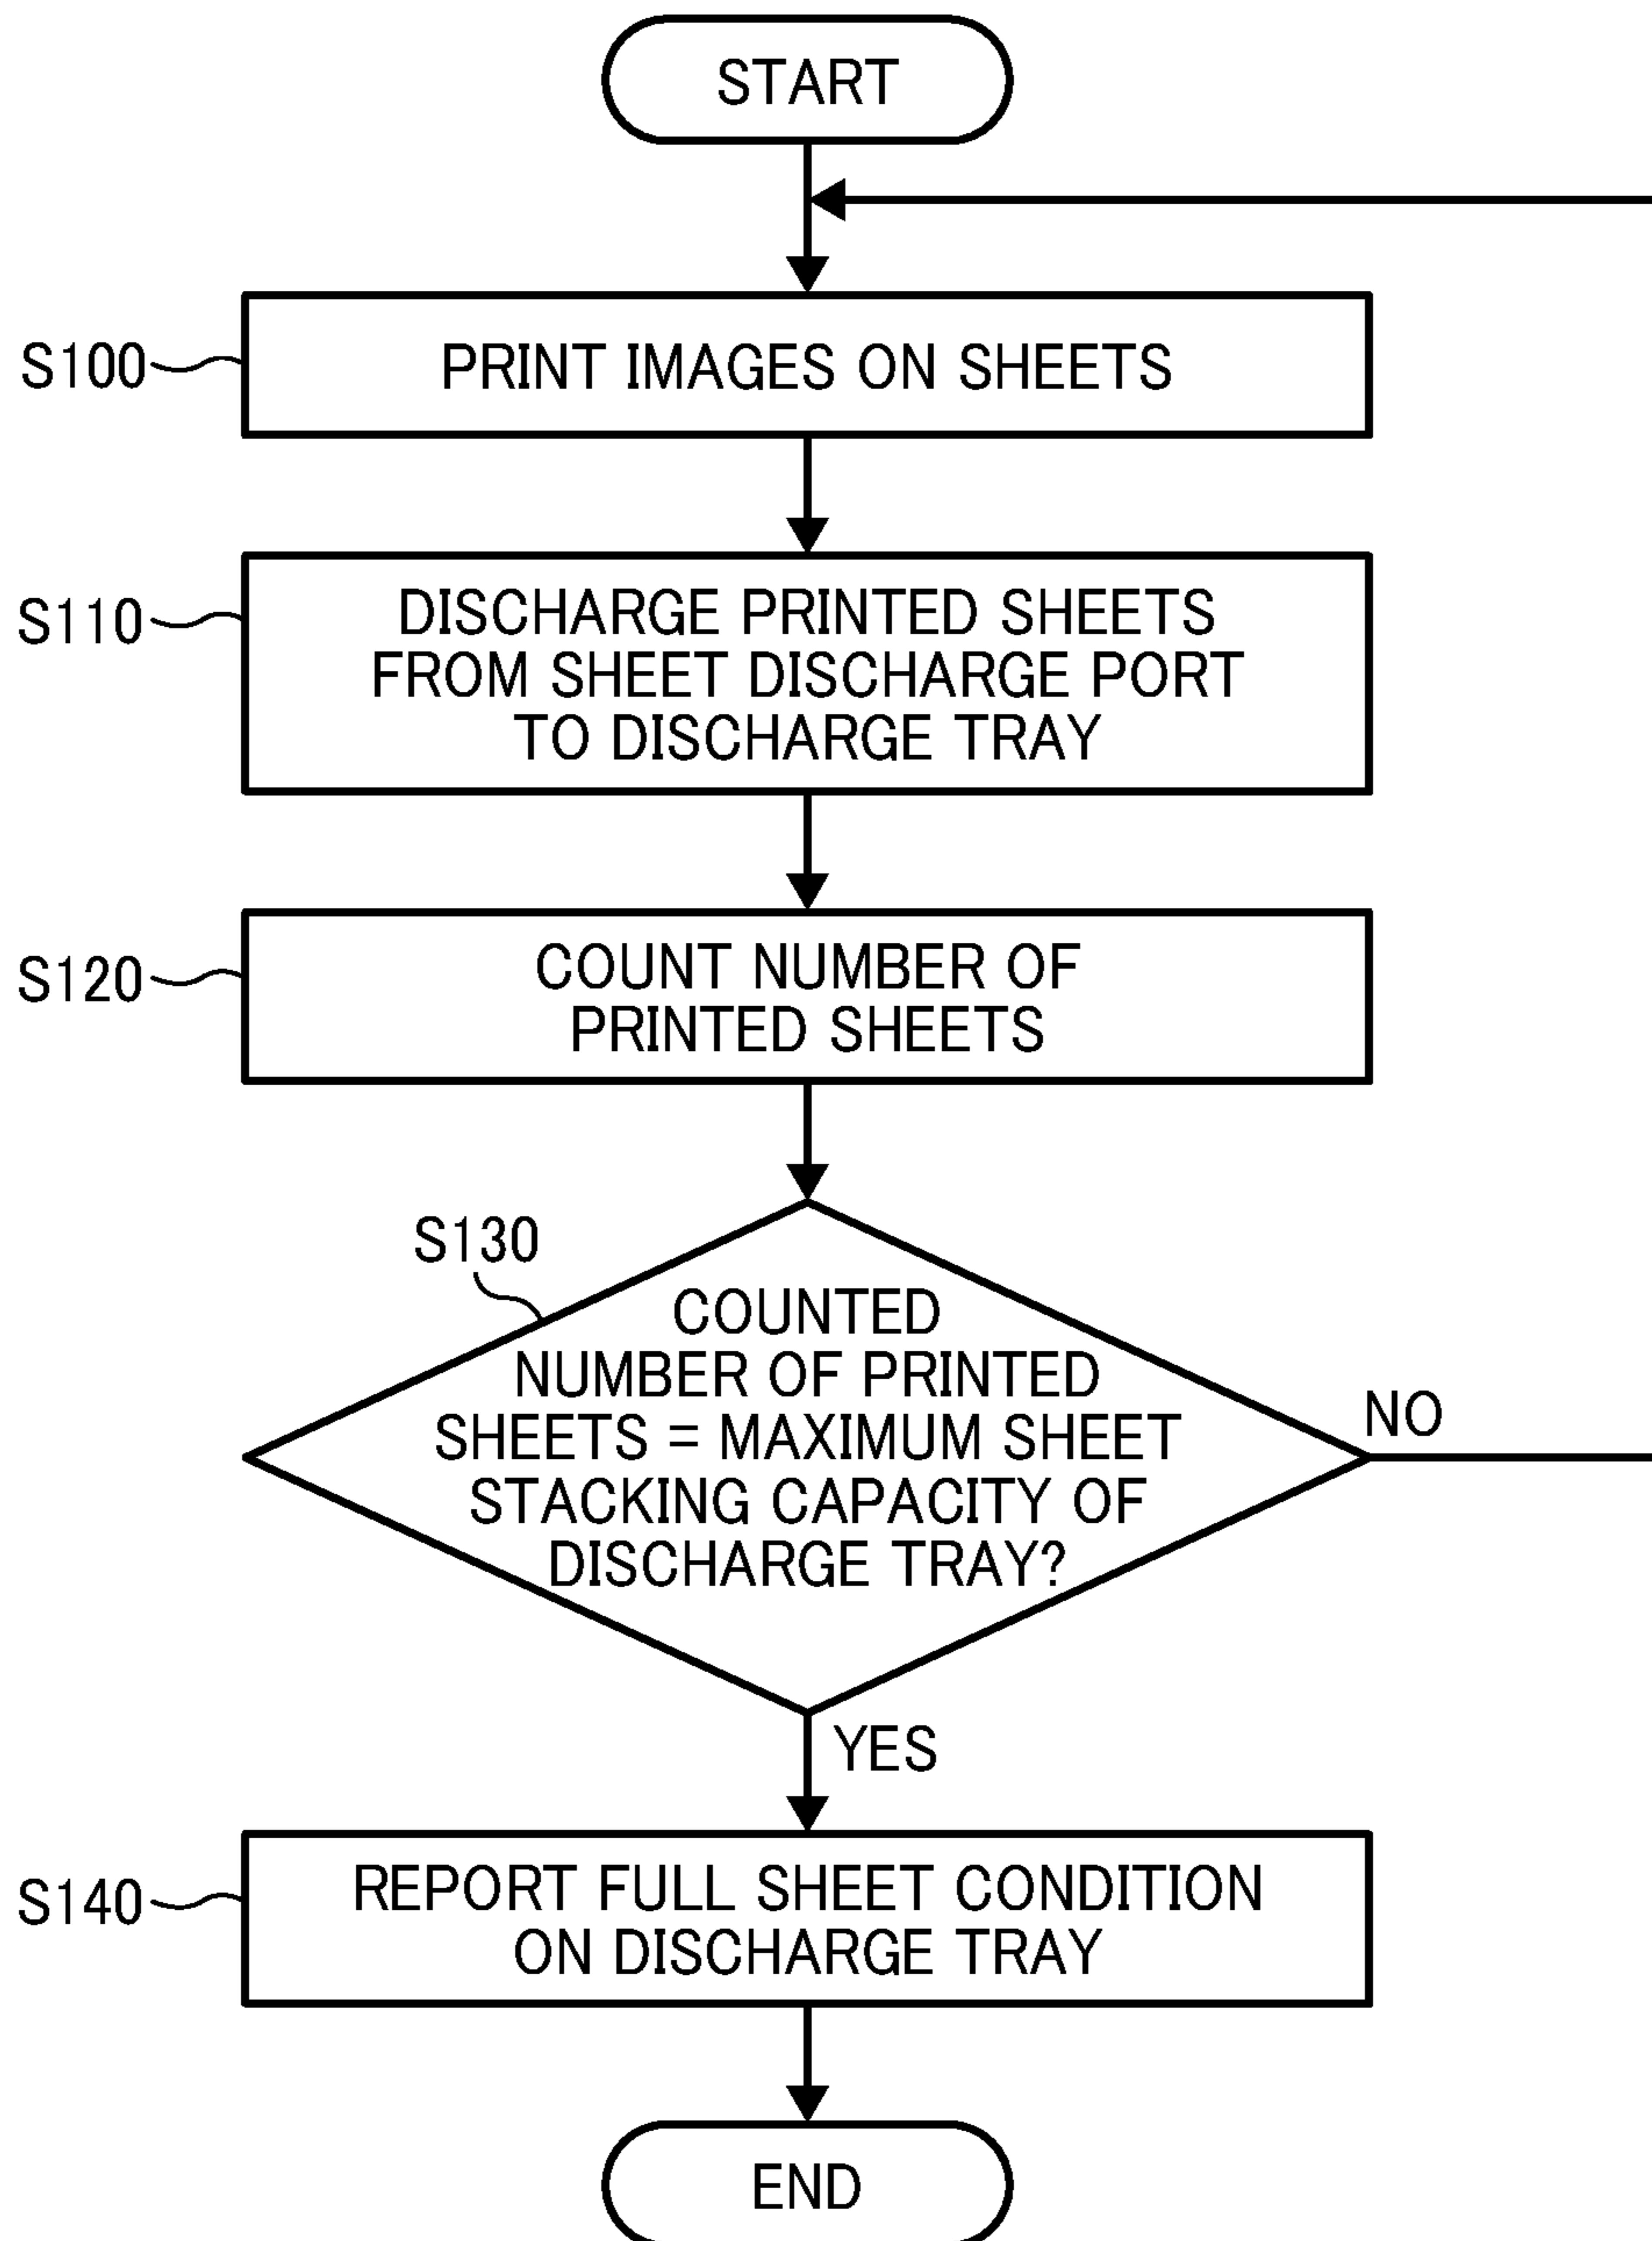 START
S100
PRINT IMAGES ON SHEETS
S110
DISCHARGE PRINTED SHEETS
FROM SHEET DISCHARGE PORT
TO DISCHARGE TRAY
S120
COUNT NUMBER OF
PRINTED SHEETS
S130
COUNTED
NUMBER OF PRINTED
SHEETS = MAXIMUM SHEET
STACKING CAPACITY OF
DISCHARGE TRAY?
NO
YES
S140
REPORT FULL SHEET CONDITION
ON DISCHARGE TRAY
END